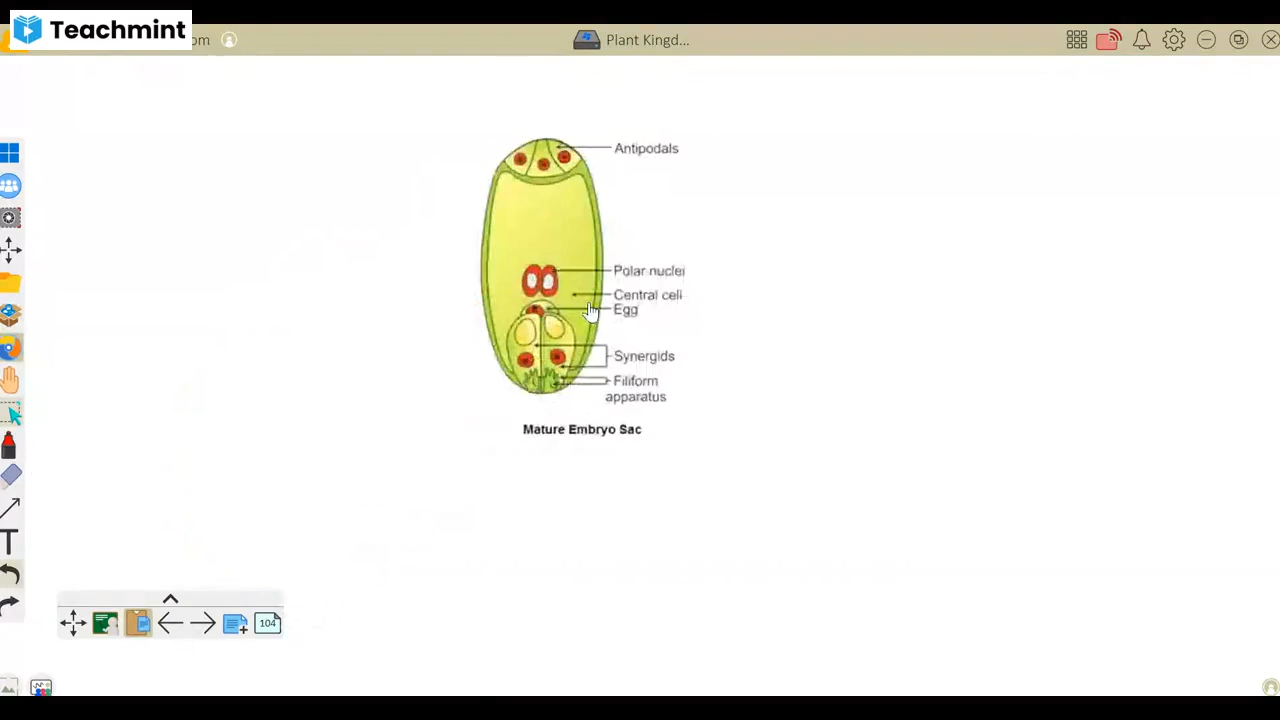 Teachmint
om
Plant Kingd...
Antipodals
Polar nuclei
Central cell
Egg
Synergids
Filiform
apparatus
Mature Embryo Sac
T
104